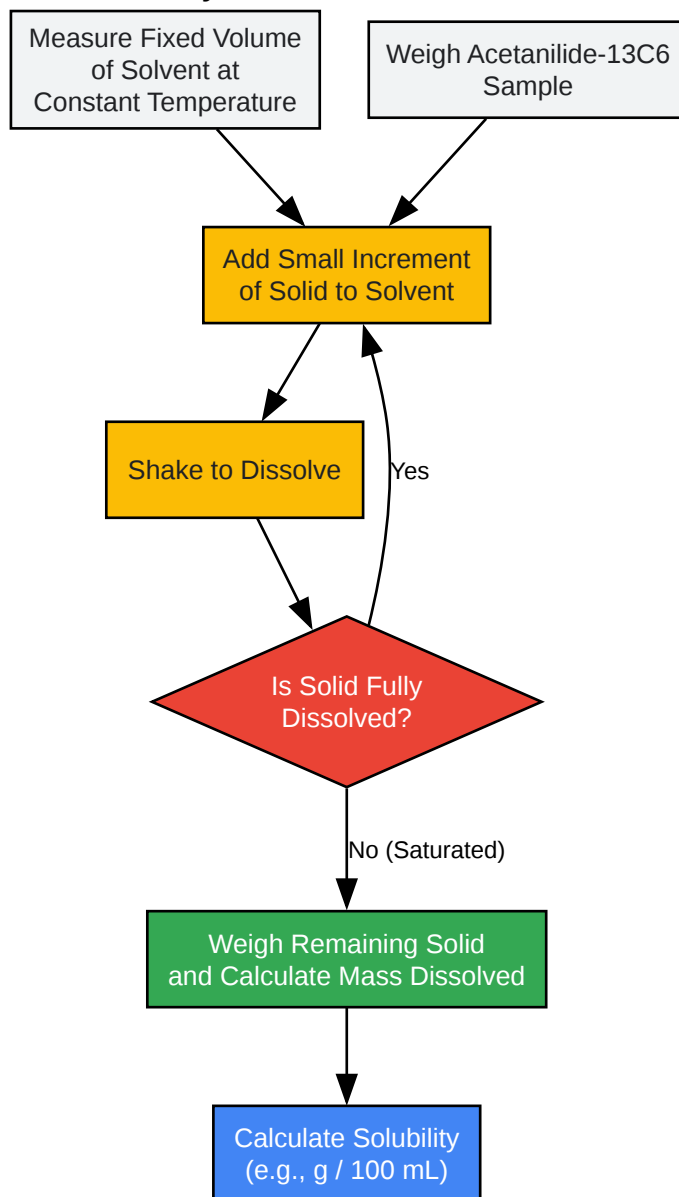 Measure Fixed Volume
of Solvent at
Constant Temperature
Weigh Acetanilide-13C6
Sample
Add Small Increment
of Solid to Solvent
Shake to Dissolve
Yes
Is Solid Fully
Dissolved?
No (Saturated)
Weigh Remaining Solid
and Calculate Mass Dissolved
Calculate Solubility
(e.g., g / 100 mL)